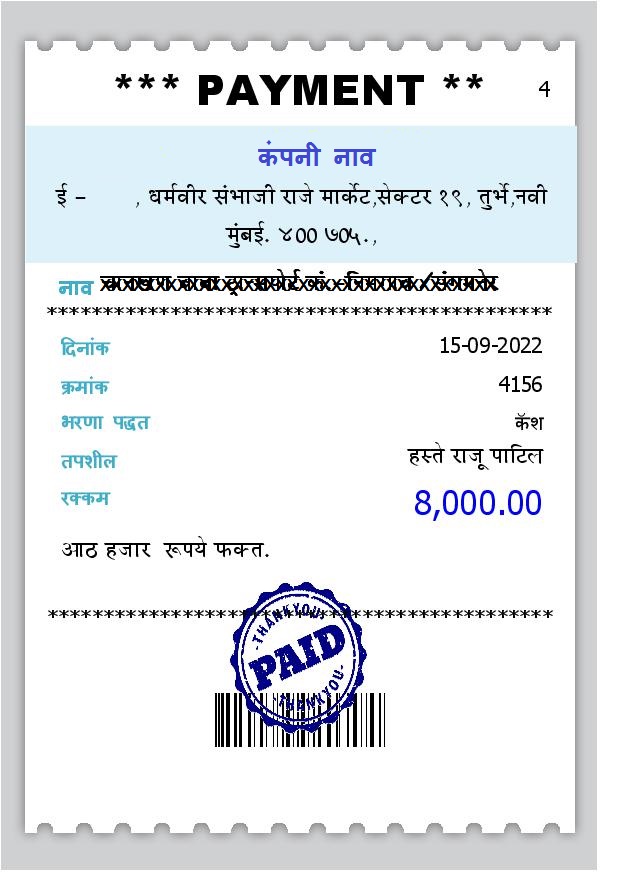 *** PAYMENT ** 4
कंपनी नाव
ई – , धर्मवीर संभाजी राजे मार्केट,सेक्टर १९, तुर्भे,नवी
मुंबई. ४०० ७०५.,
नाव
*******************************************
दिनांक 15-09-2022
क्रमांक 4156
भरणा पद्धत कॅश
तपशील हस्ते राजू पाटिल
रक्कम 8,000.00
आठ हजार रूपये फक्त.
*******************************************
THANK YOU!
PAID
THANK YOU